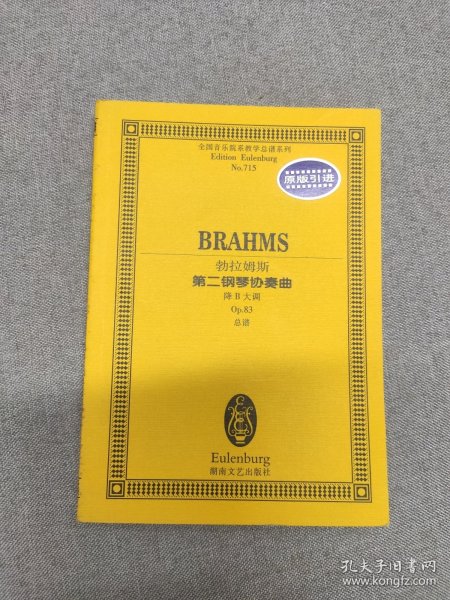 全国音乐院系教学总谱系列
Edition Eulenburg
No.715
原版引进
BRAHMS
勃拉姆斯
第二钢琴协奏曲
降 B 大调
Op.83
总谱
Eulenburg
湖南文艺出版社
孔夫子旧书网
www.kongfz.com